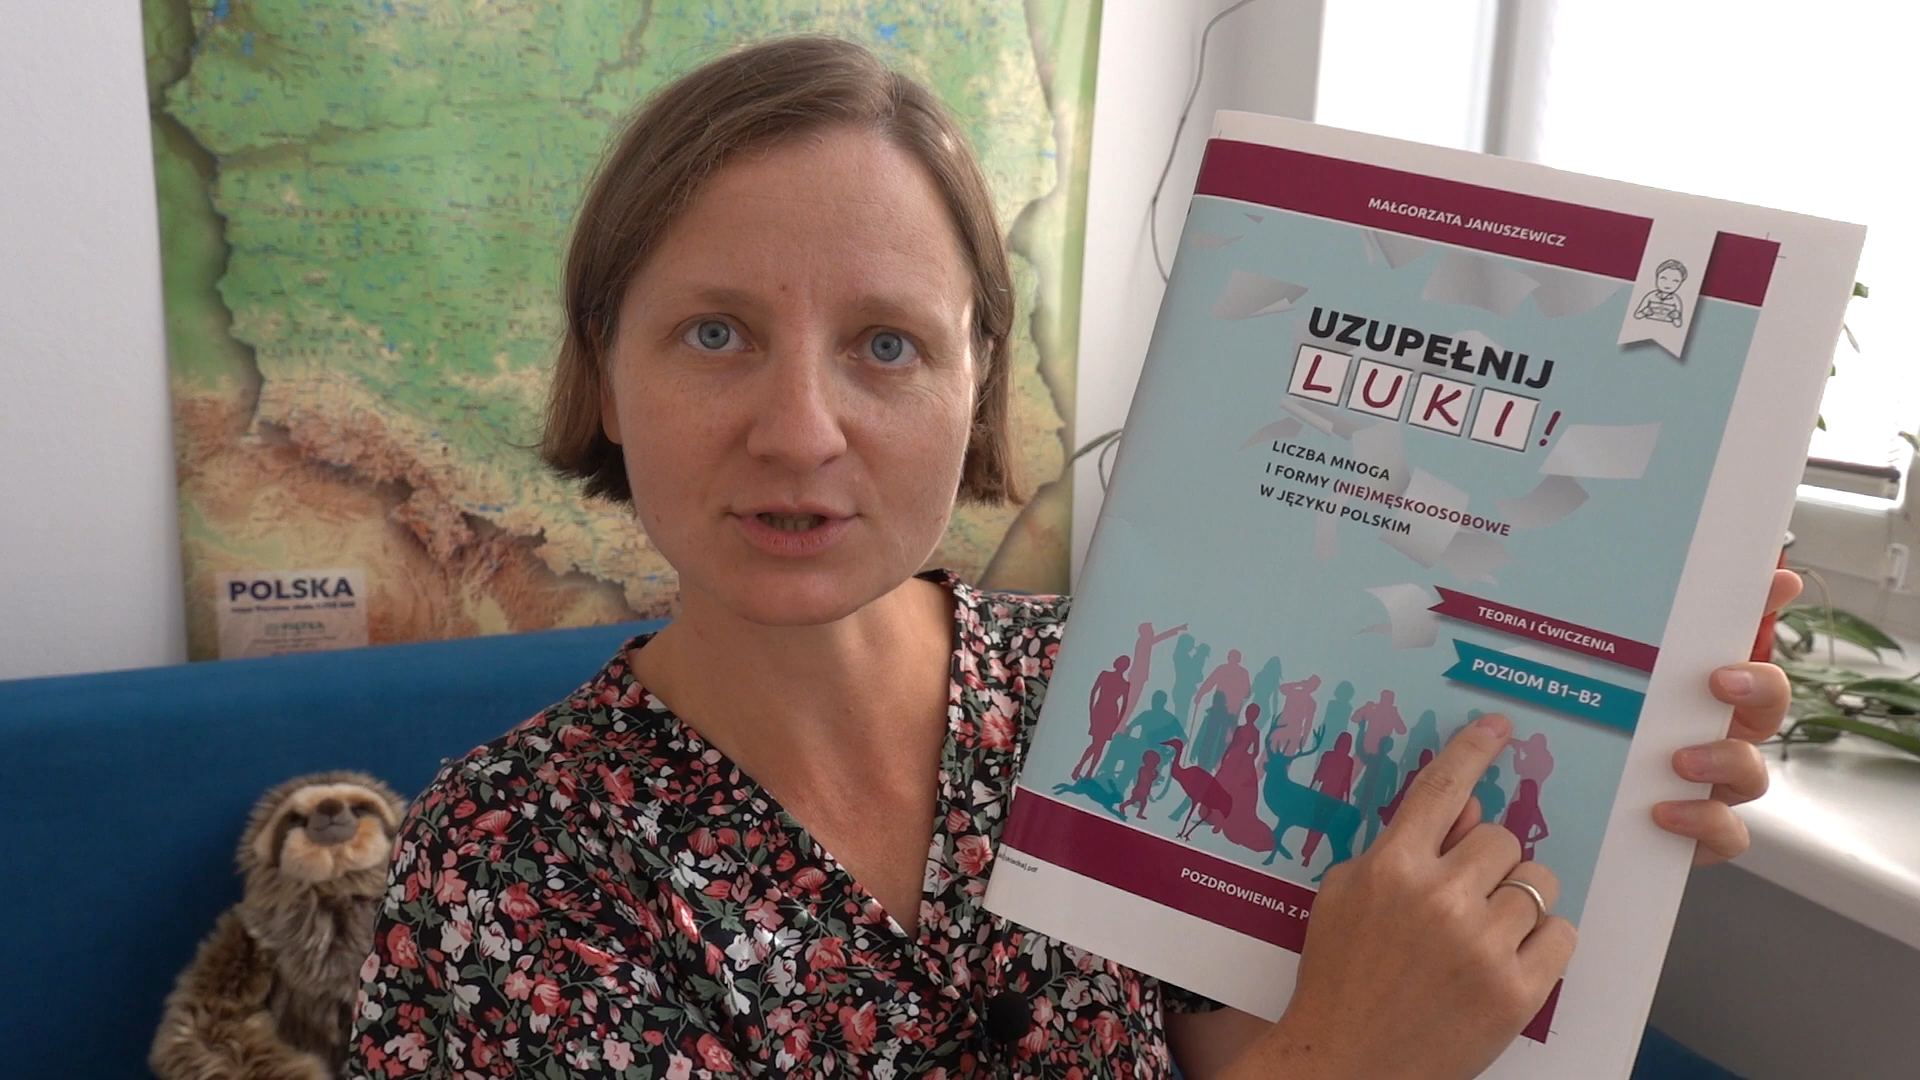 POLSKA
MAŁGORZATA JANUSZEWICZ
UZUPEŁNIJ
LUKI!
LICZBA MNOGA
I FORMY (NIE)MĘSKOOSOBOWE
W JĘZYKU POLSKIM
TEORIA I ĆWICZENIA
POZIOM B1–B2
POZDROWIENIA Z P